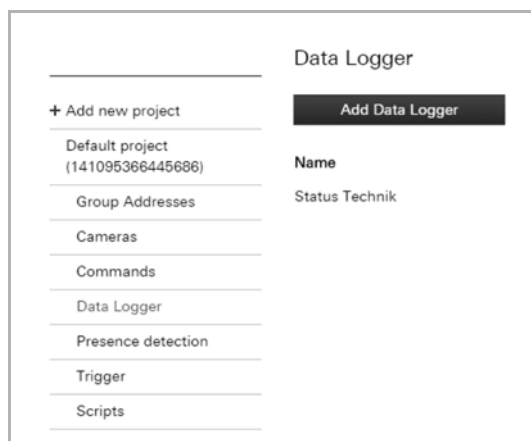 + Add new project
Default project
(141095366445686)
Group Addresses
Cameras
Commands
Data Logger
Presence detection
Trigger
Scripts
Data Logger
Add Data Logger
Name
Status Technik